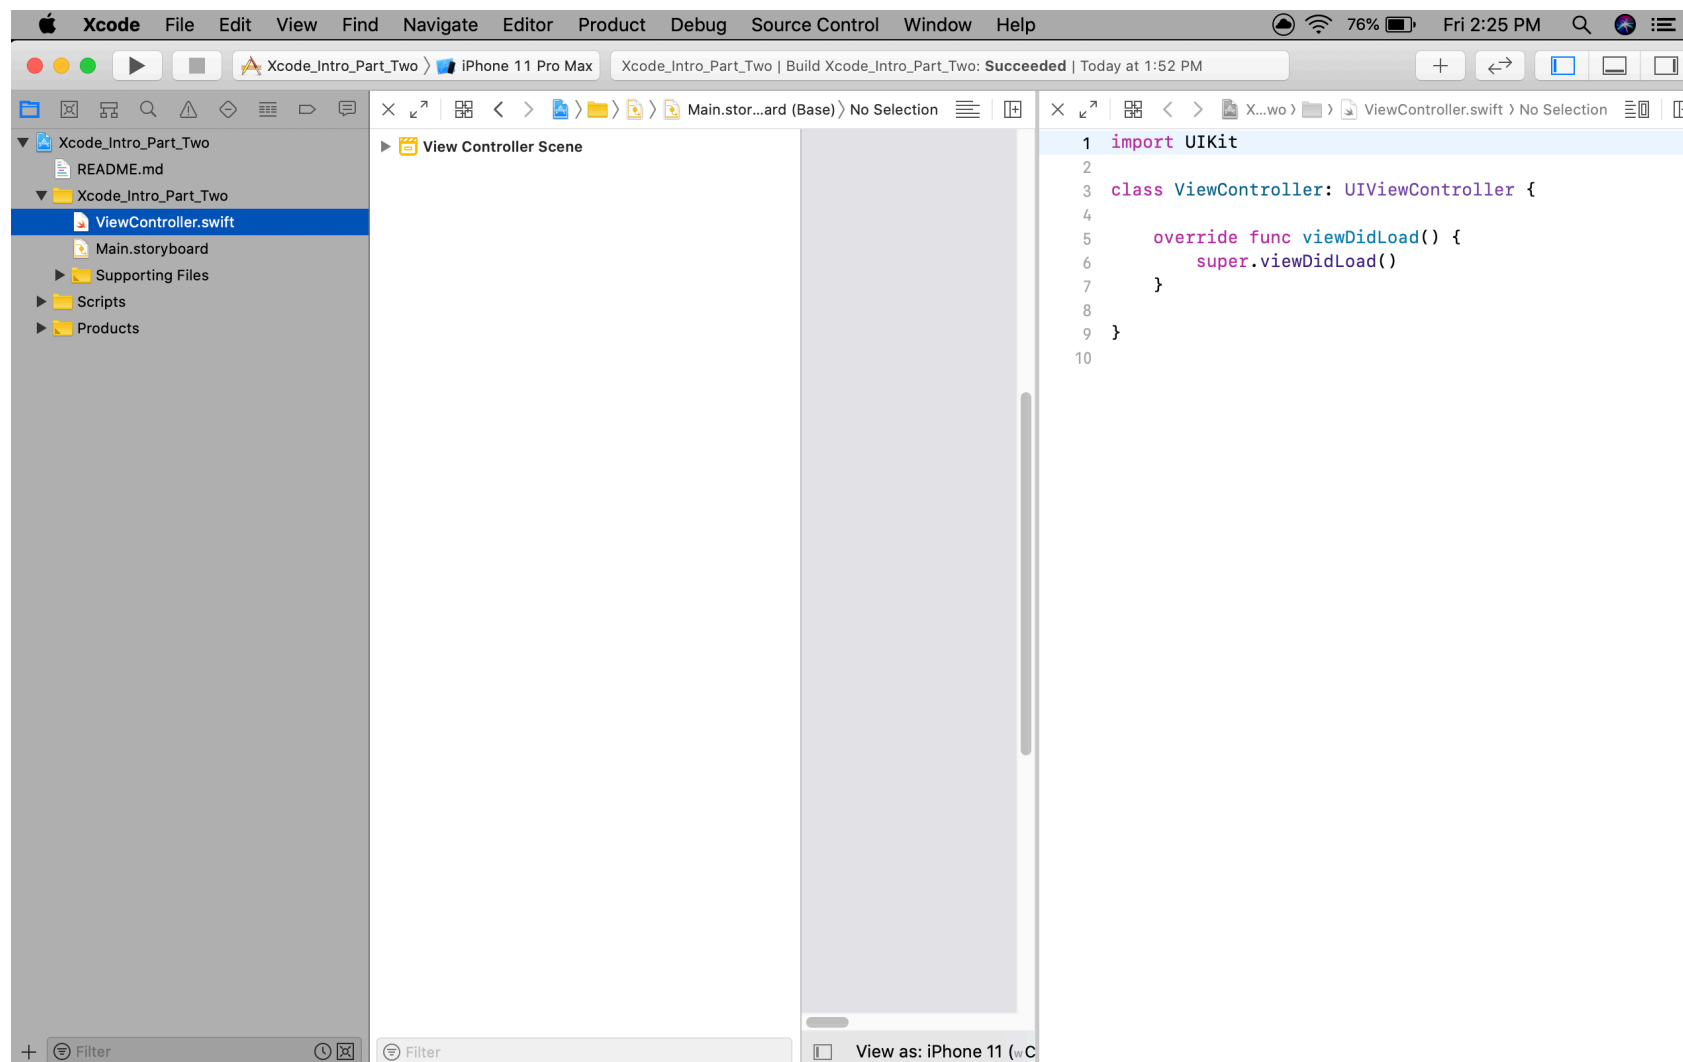 Xcode File Edit View Find Navigate Editor Product Debug Source Control Window Help 76% Fri 2:25 PM
Xcode_Intro_Part_Two iPhone 11 Pro Max Xcode_Intro_Part_Two | Build Xcode_Intro_Part_Two: Succeeded | Today at 1:52 PM
Main.stor...ard (Base) No Selection X...wo ViewController.swift No Selection
Xcode_Intro_Part_Two
README.md
Xcode_Intro_Part_Two
ViewController.swift
Main.storyboard
Supporting Files
Scripts
Products
Filter
View Controller Scene
Filter
View as: iPhone 11 (wC
1 import UIKit
2
3 class ViewController: UIViewController {
4
5 override func viewDidLoad() {
6 super.viewDidLoad()
7 }
8
9 }
10